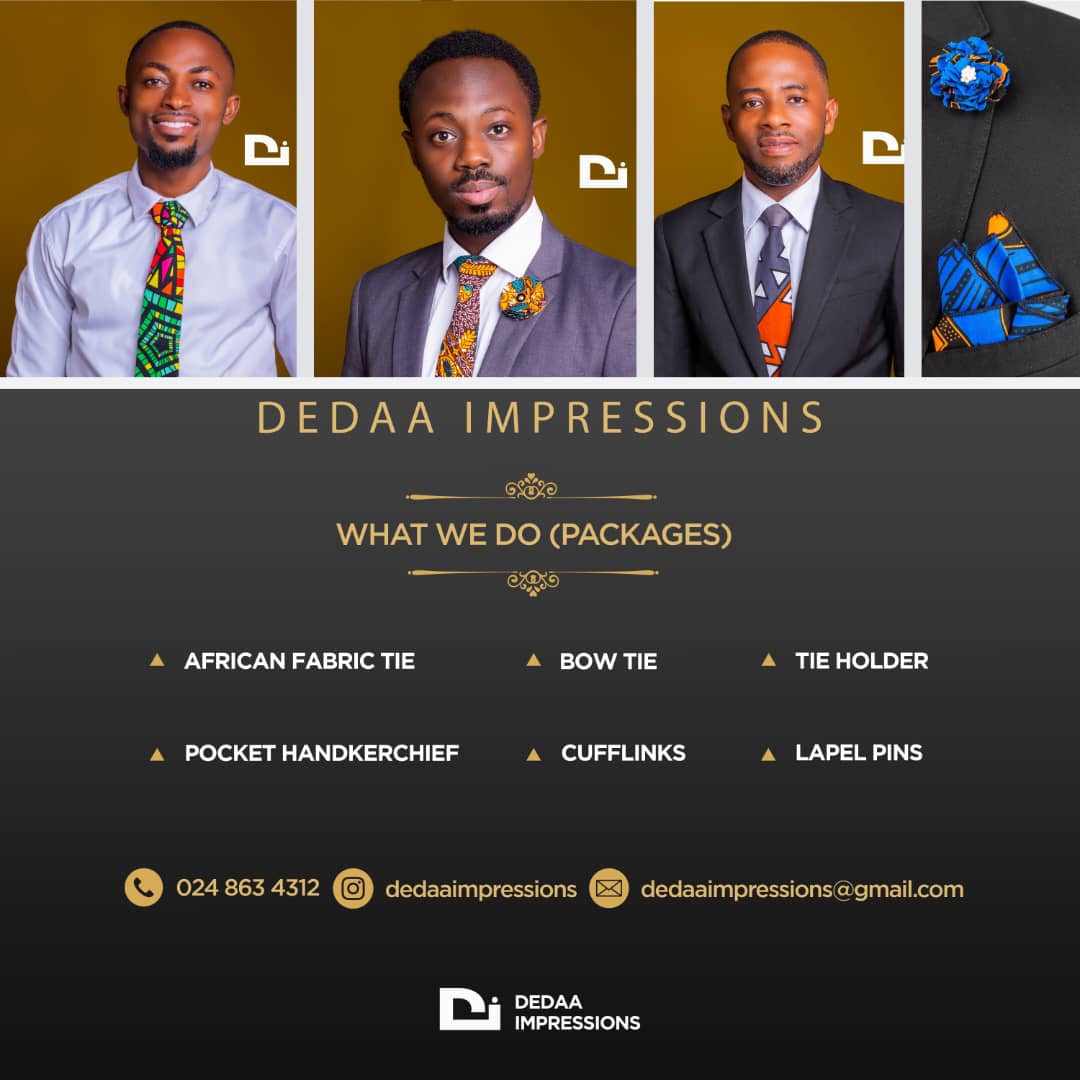 DEDAA IMPRESSIONS
WHAT WE DO (PACKAGES)
AFRICAN FABRIC TIE
BOW TIE
TIE HOLDER
POCKET HANDKERCHIEF
CUFFLINKS
LAPEL PINS
024 863 4312
dedaaimpressions
dedaaimpressions@gmail.com
DEDAA
IMPRESSIONS